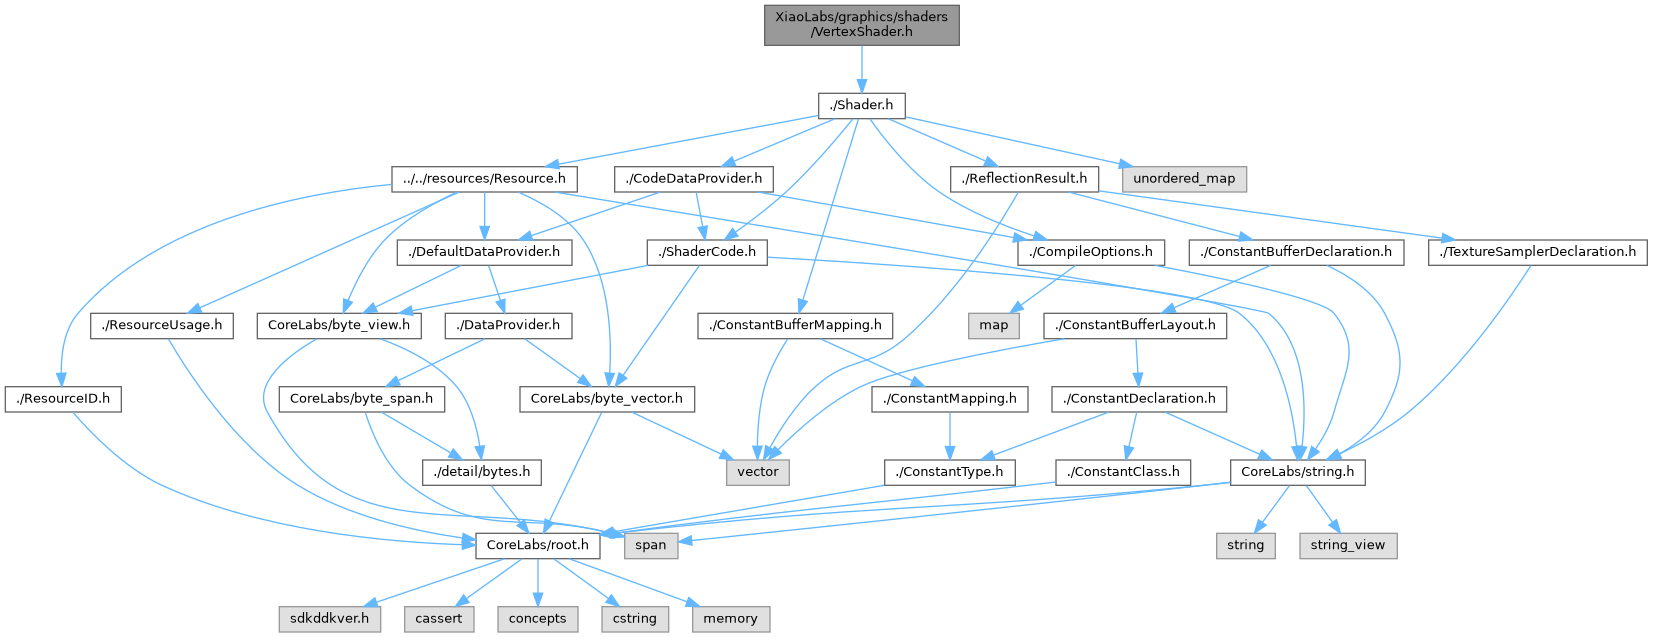 XiaoLabs/graphics/shaders
/VertexShader.h
./Shader.h
../../resources/Resource.h
./CodeDataProvider.h
./ReflectionResult.h
unordered_map
./DefaultDataProvider.h
./ShaderCode.h
./CompileOptions.h
./ConstantBufferDeclaration.h
./TextureSamplerDeclaration.h
./ResourceUsage.h
CoreLabs/byte_view.h
./DataProvider.h
./ConstantBufferMapping.h
map
./ConstantBufferLayout.h
./ResourceID.h
CoreLabs/byte_span.h
CoreLabs/byte_vector.h
./ConstantMapping.h
./ConstantDeclaration.h
./detail/bytes.h
vector
./ConstantType.h
./ConstantClass.h
CoreLabs/string.h
CoreLabs/root.h
span
string
string_view
sdkddkver.h
cassert
concepts
cstring
memory